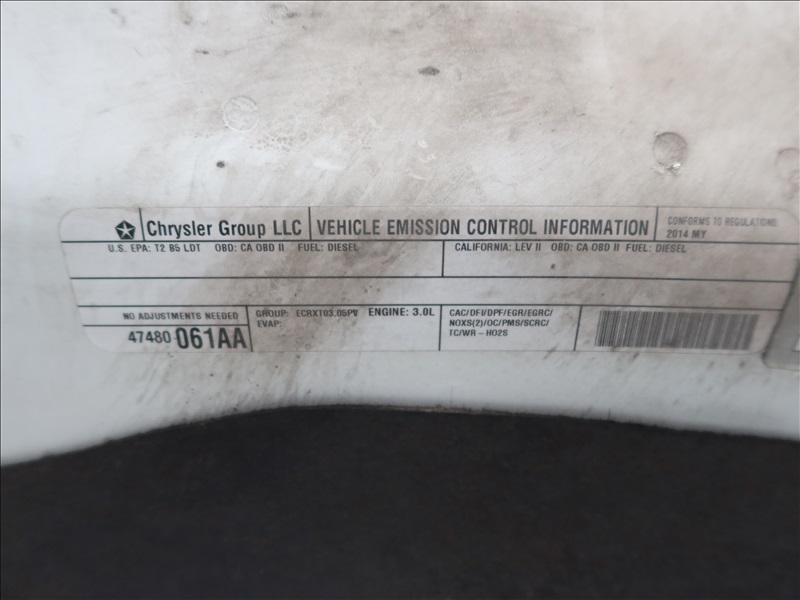 Chrysler Group LLC VEHICLE EMISSION CONTROL INFORMATION
CONFORMS TO REGULATIONS:
2014 MY
U.S. EPA: T2 B5 LDT OBD: CA OBD II FUEL: DIESEL
CALIFORNIA: LEV II OBD: CA OBD II FUEL: DIESEL
NO ADJUSTMENTS NEEDED
47480 061AA
GROUP: ECRXT03.05PV ENGINE: 3.0L
EVAP:
CAC/DFI/DPF/EGR/EGRC/
NOXS(2)/OC/PMS/SCRC/
TC/WR-HO2S